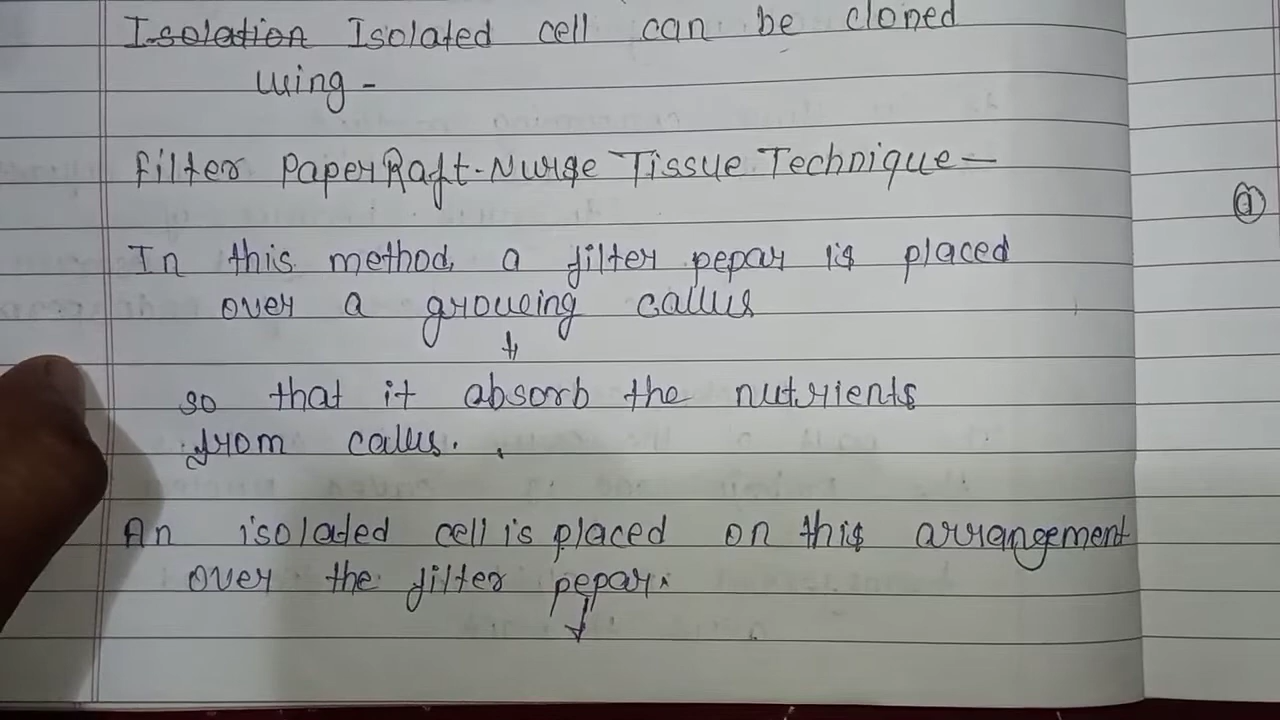 Isolation Isolated cell can be cloned
using -
Filter Paper Raft-Nurse Tissue Technique -
In this method, a filter pepar is placed
over a groueing callus
↓
so that it absorb the nutrients
from callus.
An isolated cell is placed on this arrangement
over the filter pepar.
↓
a